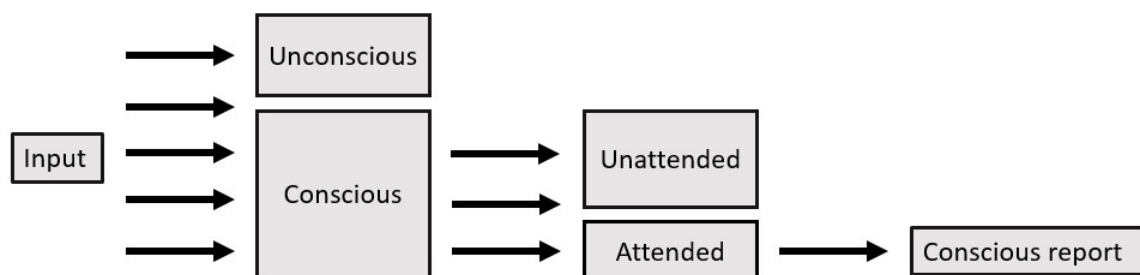 Input
Unconscious
Conscious
Unattended
Attended
Conscious report